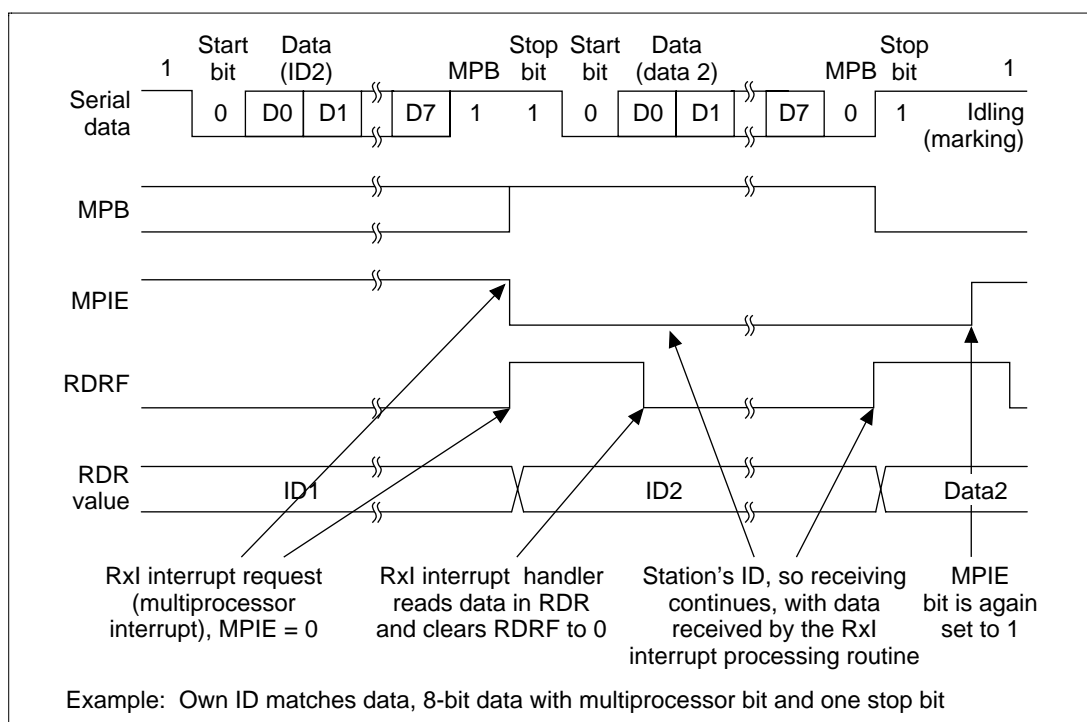 Start Data Stop Start Data Stop
1 bit (ID2) MPB bit bit (data 2) MPB bit 1
Serial data 0 D0 D1 D7 1 1 0 D0 D1 D7 0 1 Idling (marking)
MPB
MPIE
RDRF
RDR value ID1 ID2 Data2
RxI interrupt request
(multiprocessor
interrupt), MPIE = 0
RxI interrupt handler
reads data in RDR
and clears RDRF to 0
Station's ID, so receiving
continues, with data
received by the RxI
interrupt processing routine
MPIE
bit is again
set to 1
Example: Own ID matches data, 8-bit data with multiprocessor bit and one stop bit